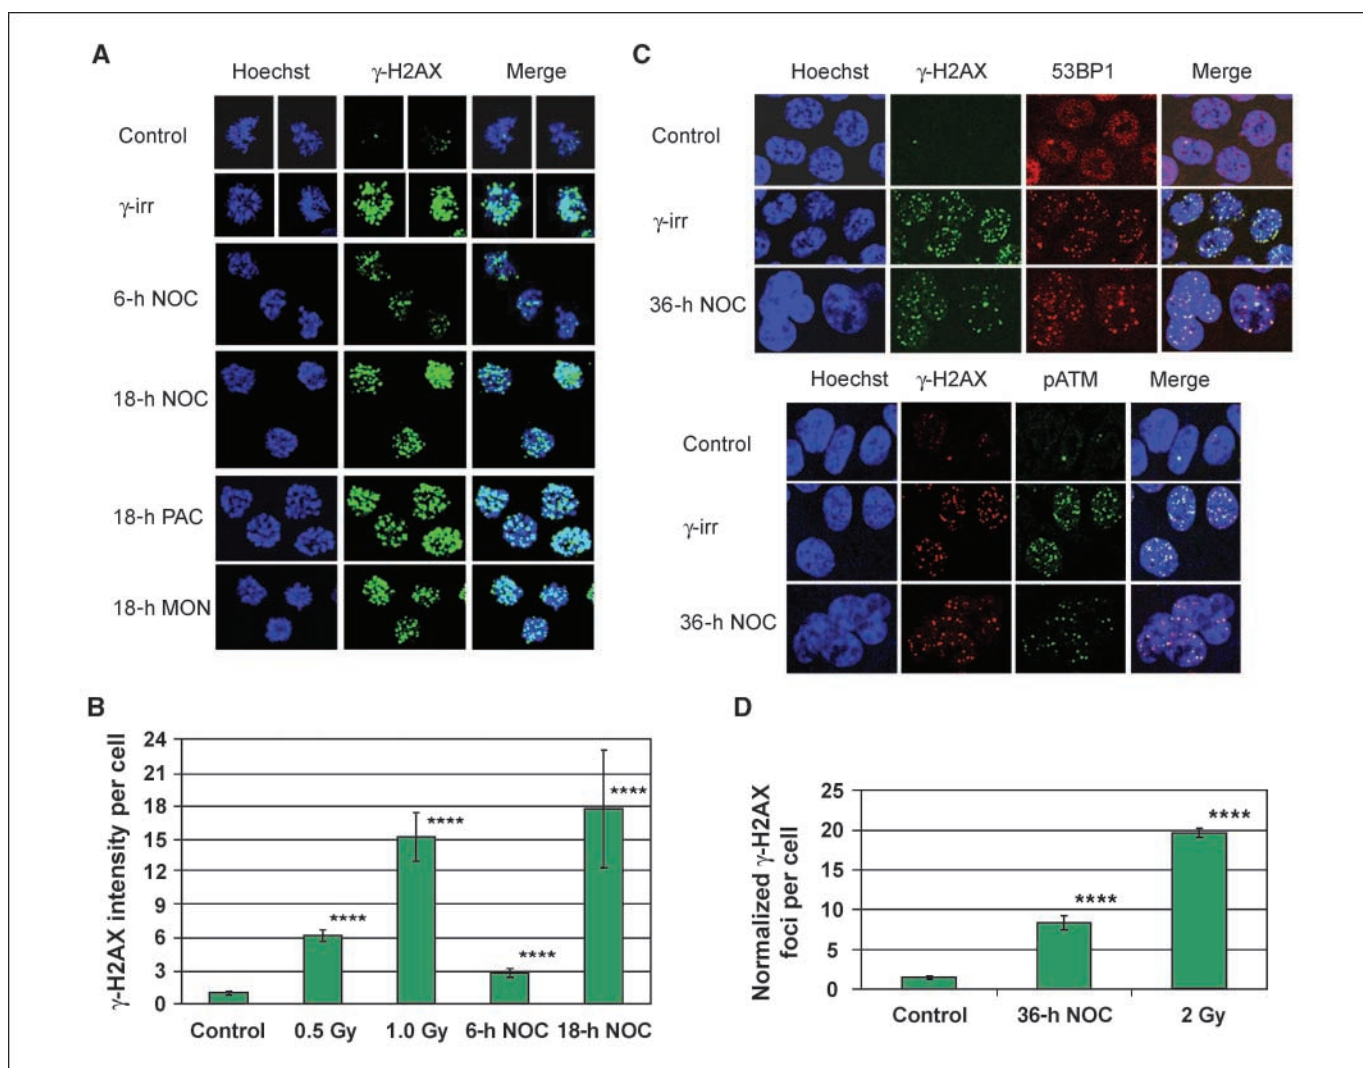 A
Hoechst γ-H2AX Merge
Control
γ-irr
6-h NOC
18-h NOC
18-h PAC
18-h MON
B
γ-H2AX intensity per cell
24
21
18
15
12
9
6
3
0
****
****
****
****
Control 0.5 Gy 1.0 Gy 6-h NOC 18-h NOC
C
Hoechst γ-H2AX 53BP1 Merge
Control
γ-irr
36-h NOC
Hoechst γ-H2AX pATM Merge
Control
γ-irr
36-h NOC
D
Normalized γ-H2AX
foci per cell
25
20
15
10
5
0
****
****
Control 36-h NOC 2 Gy